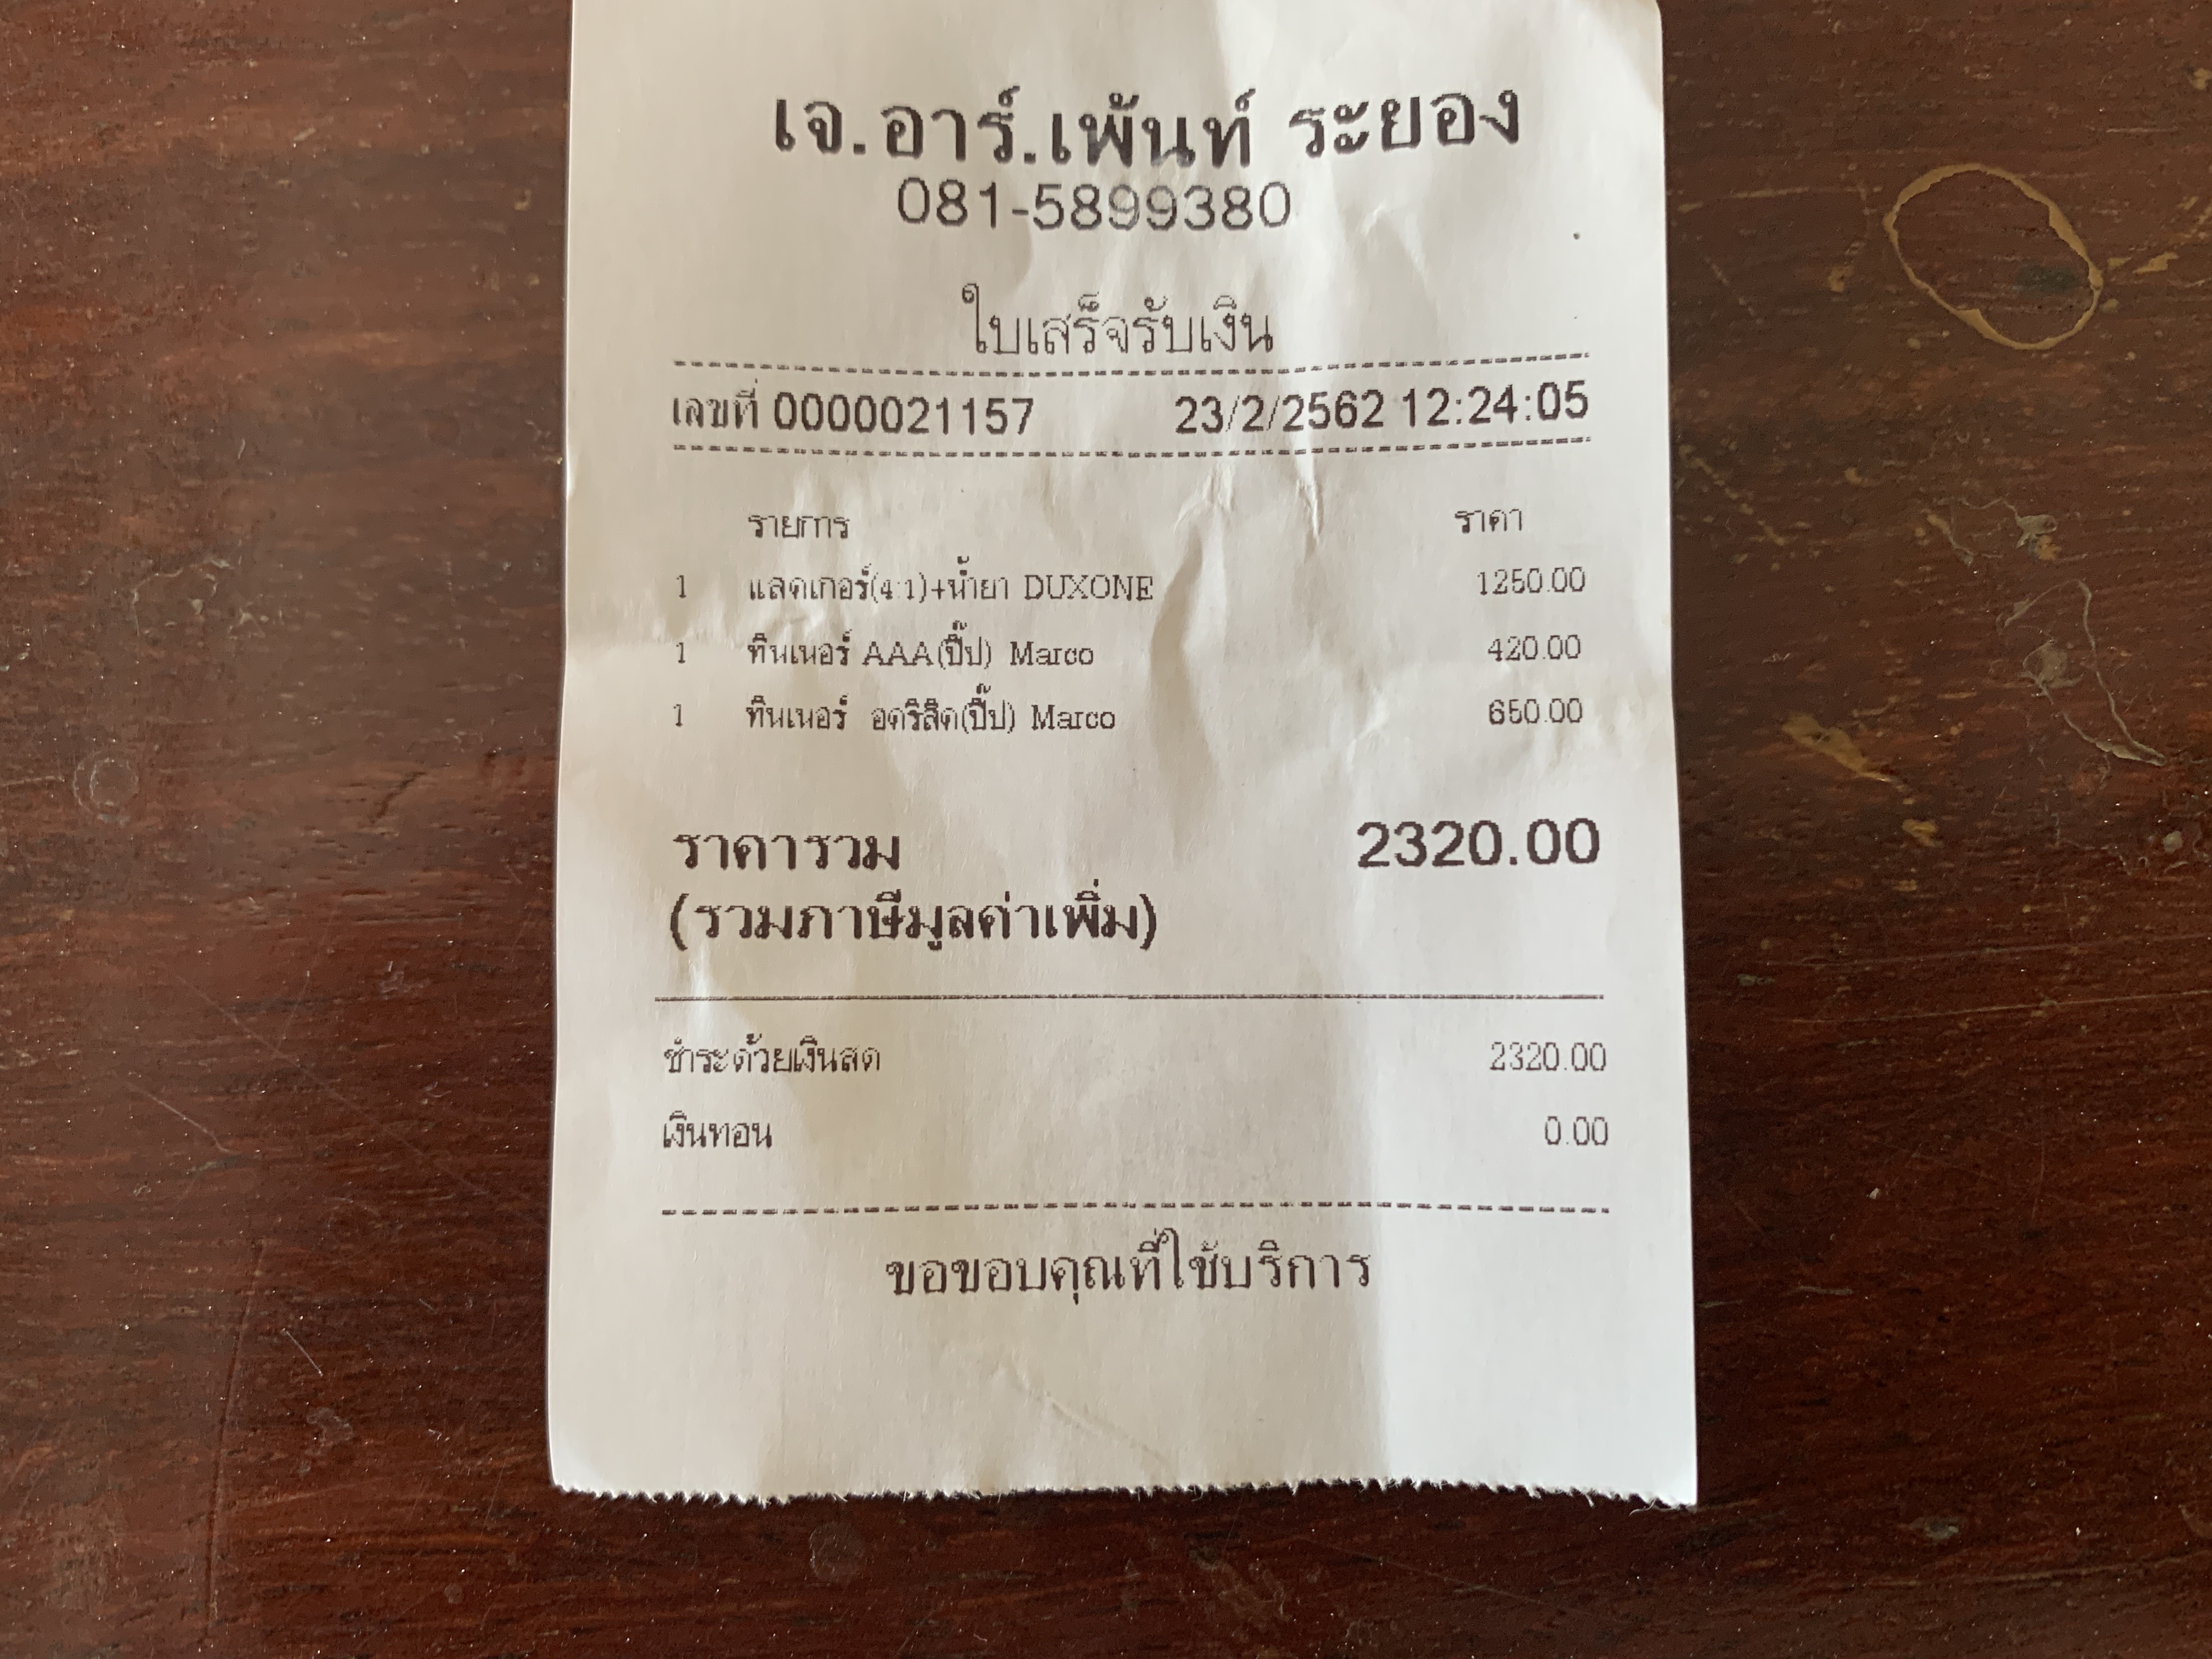 เจ.อาร์.เพ้นท์ ระยอง
081-5899380
ใบเสร็จรับเงิน
เลขที่ 0000021157 23/2/2562 12:24:05
รายการ ราคา
1 แลคเกอร์(4:1)+น้ำยา DUXONE 1250.00
1 ทินเนอร์ AAA(ปี๊ป) Marco 420.00
1 ทินเนอร์ อคริลิค(ปี๊ป) Marco 650.00
ราคารวม 2320.00
(รวมภาษีมูลค่าเพิ่ม)
ชำระด้วยเงินสด 2320.00
เงินทอน 0.00
ขอขอบคุณที่ใช้บริการ